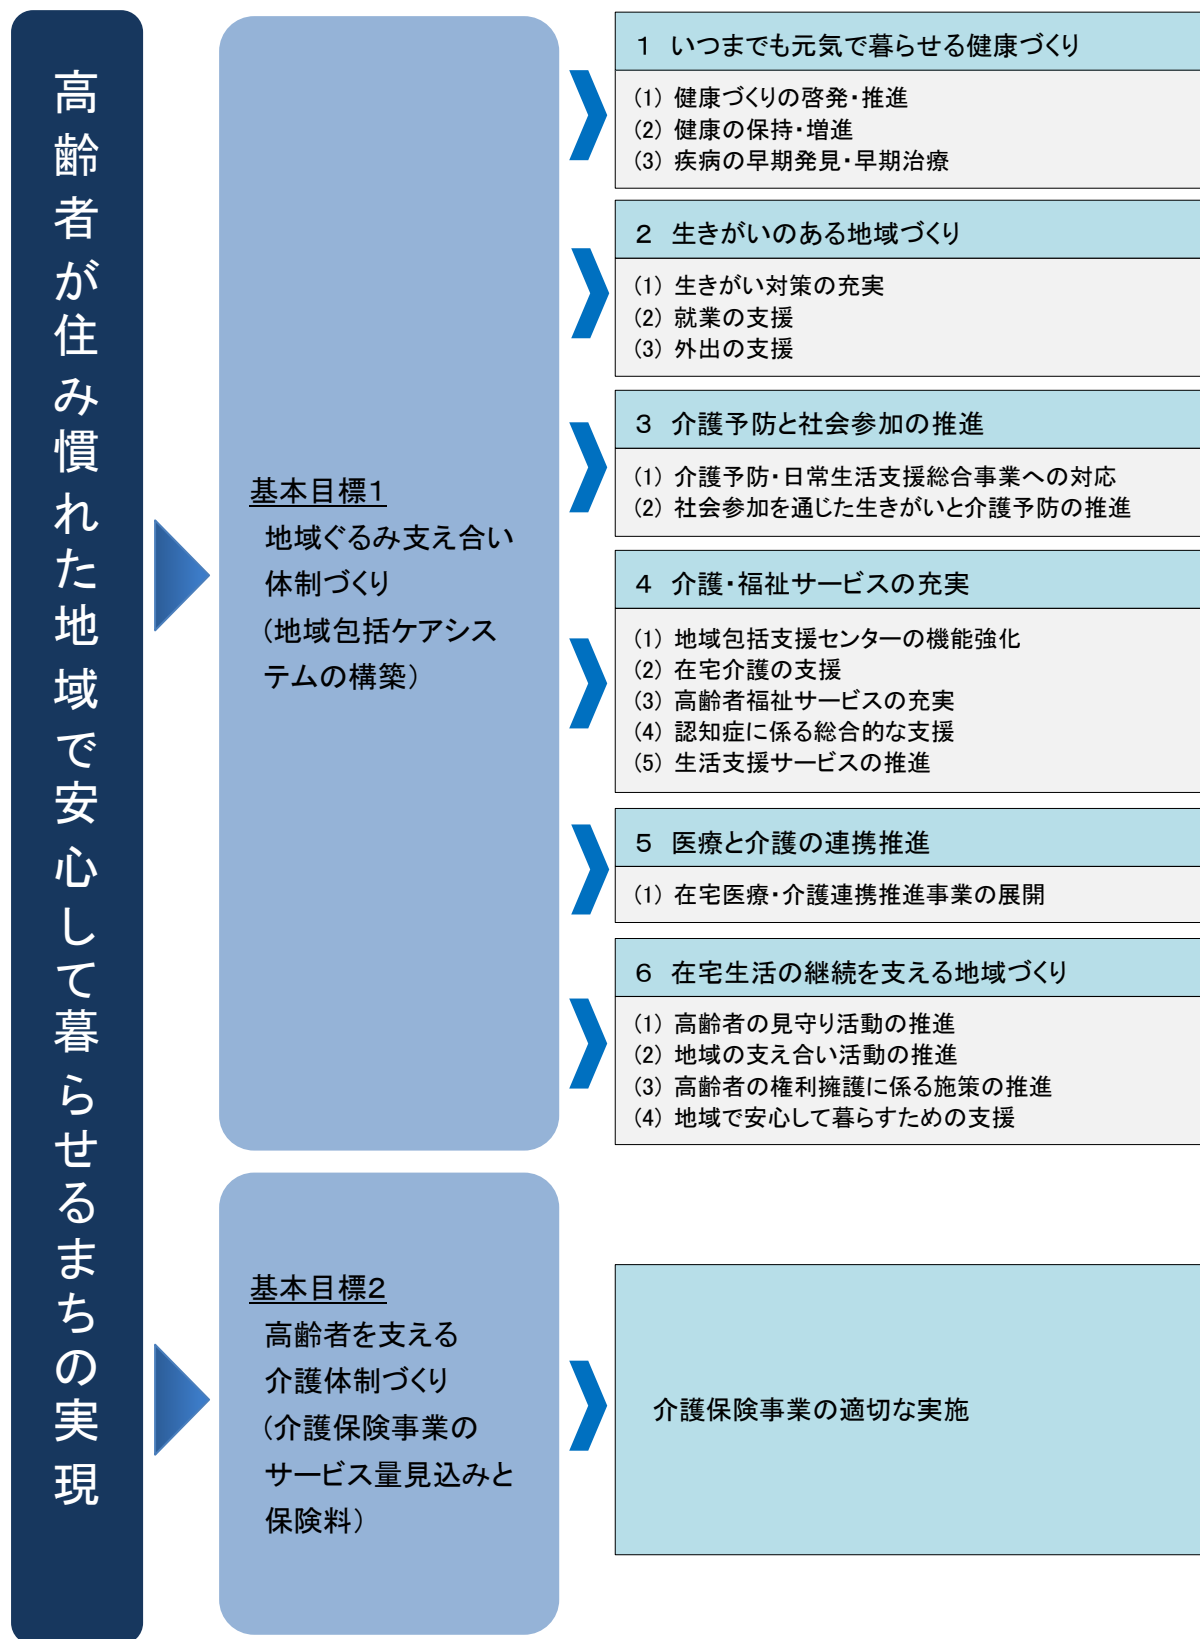 高齢者が住み慣れた地域で安心して暮らせるまちの実現
基本目標1
地域ぐるみ支え合い
体制づくり
(地域包括ケアシス
テムの構築)
1 いつまでも元気で暮らせる健康づくり
(1) 健康づくりの啓発・推進
(2) 健康の保持・増進
(3) 疾病の早期発見・早期治療
2 生きがいのある地域づくり
(1) 生きがい対策の充実
(2) 就業の支援
(3) 外出の支援
3 介護予防と社会参加の推進
(1) 介護予防・日常生活支援総合事業への対応
(2) 社会参加を通じた生きがいと介護予防の推進
4 介護・福祉サービスの充実
(1) 地域包括支援センターの機能強化
(2) 在宅介護の支援
(3) 高齢者福祉サービスの充実
(4) 認知症に係る総合的な支援
(5) 生活支援サービスの推進
5 医療と介護の連携推進
(1) 在宅医療・介護連携推進事業の展開
6 在宅生活の継続を支える地域づくり
(1) 高齢者の見守り活動の推進
(2) 地域の支え合い活動の推進
(3) 高齢者の権利擁護に係る施策の推進
(4) 地域で安心して暮らすための支援
基本目標2
高齢者を支える
介護体制づくり
(介護保険事業の
サービス量見込みと
保険料)
介護保険事業の適切な実施